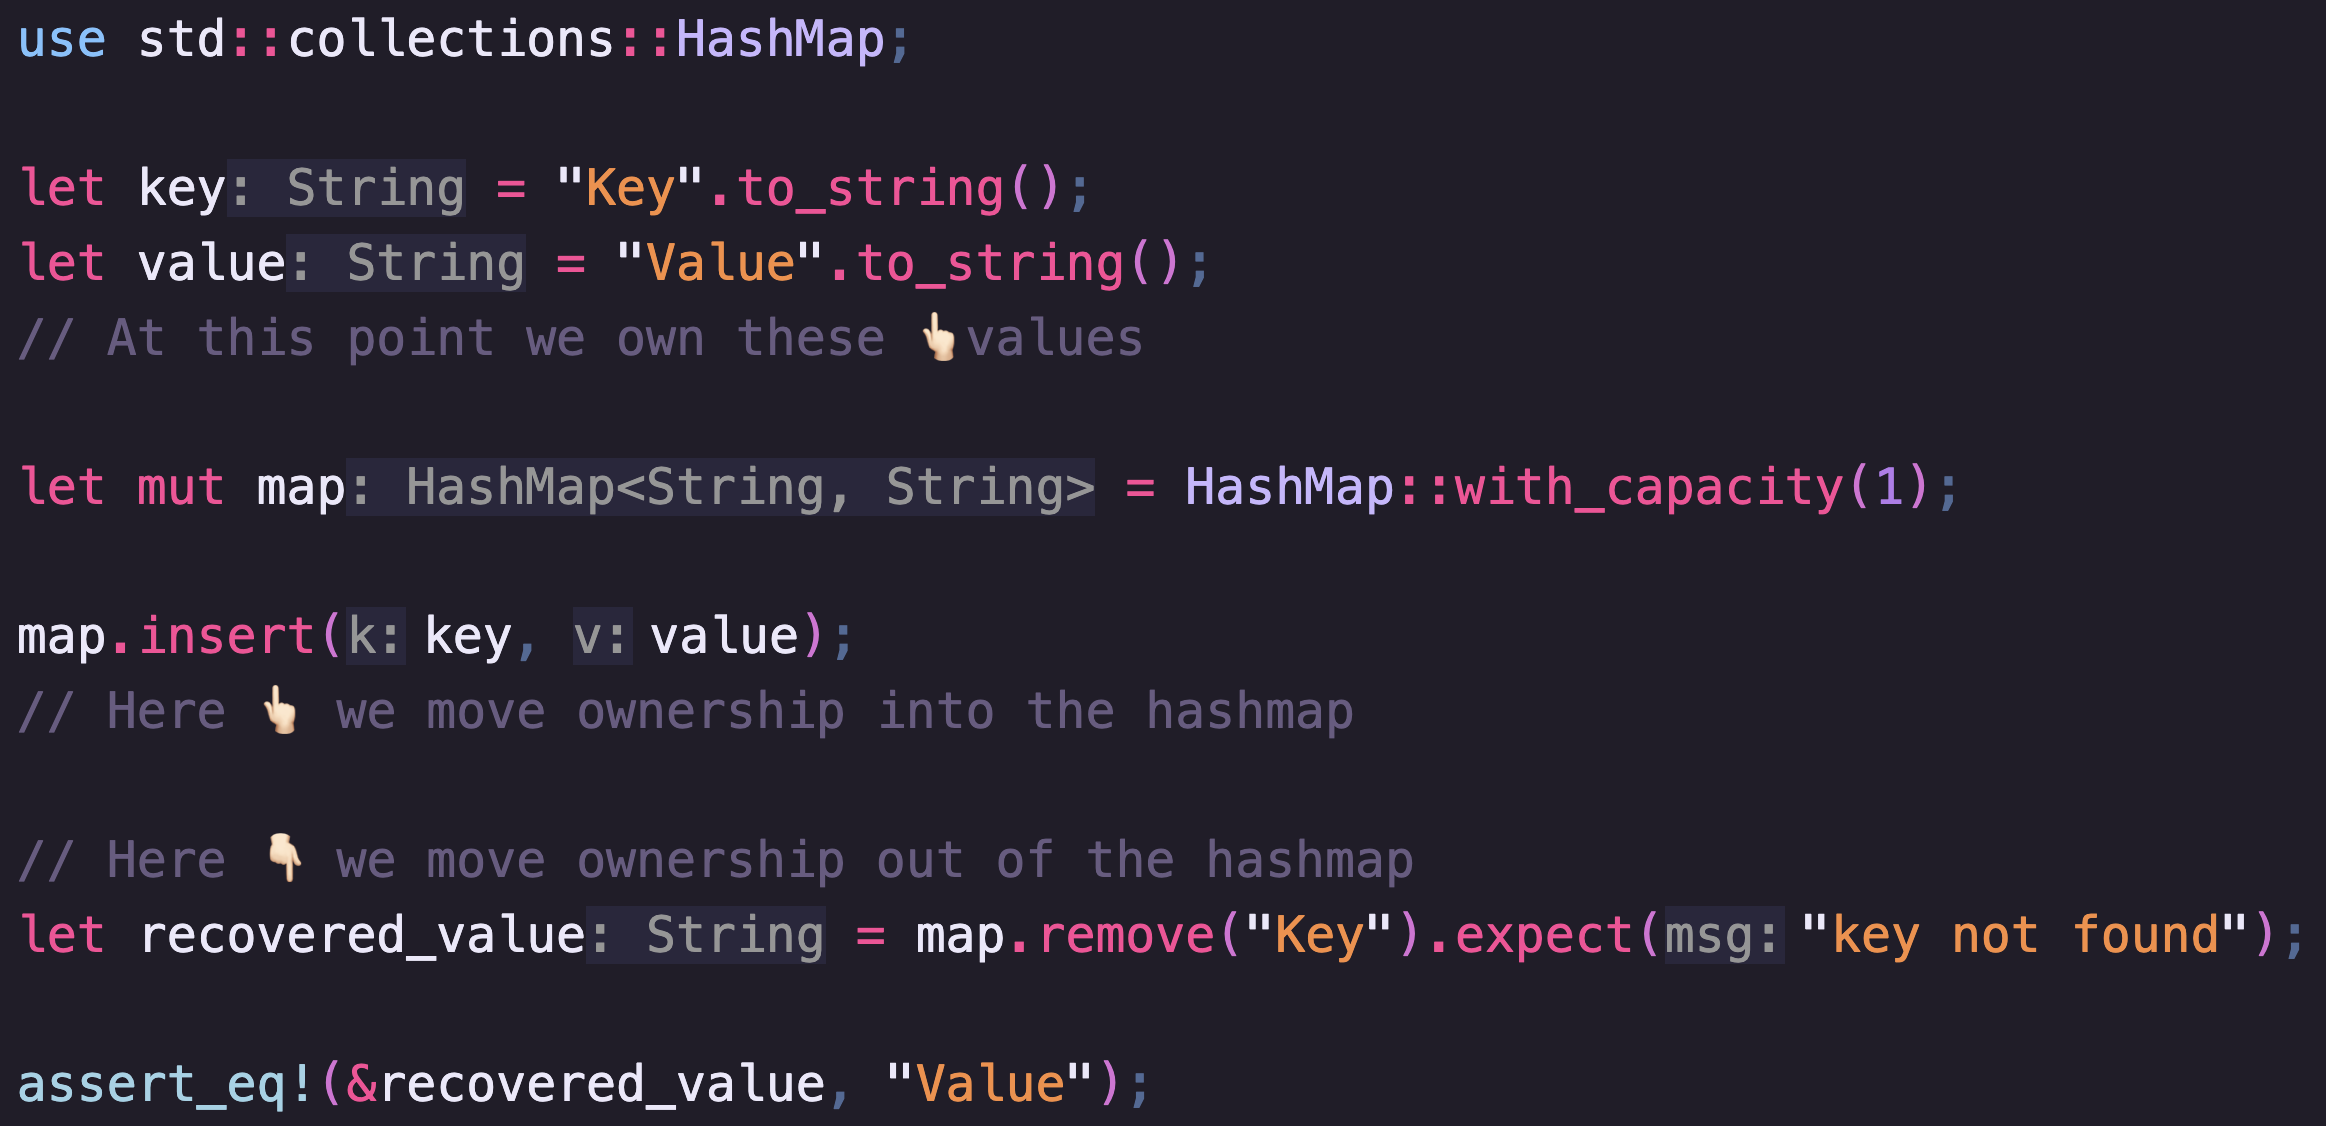 use std::collections::HashMap;
let key: String = "Key".to_string();
let value: String = "Value".to_string();
// At this point we own these 👆🏻values
let mut map: HashMap<String, String> = HashMap::with_capacity(1);
map.insert(k: key, v: value);
// Here 👆🏻 we move ownership into the hashmap
// Here 👇🏻 we move ownership out of the hashmap
let recovered_value: String = map.remove("Key").expect(msg: "key not found");
assert_eq!(&recovered_value, "Value");